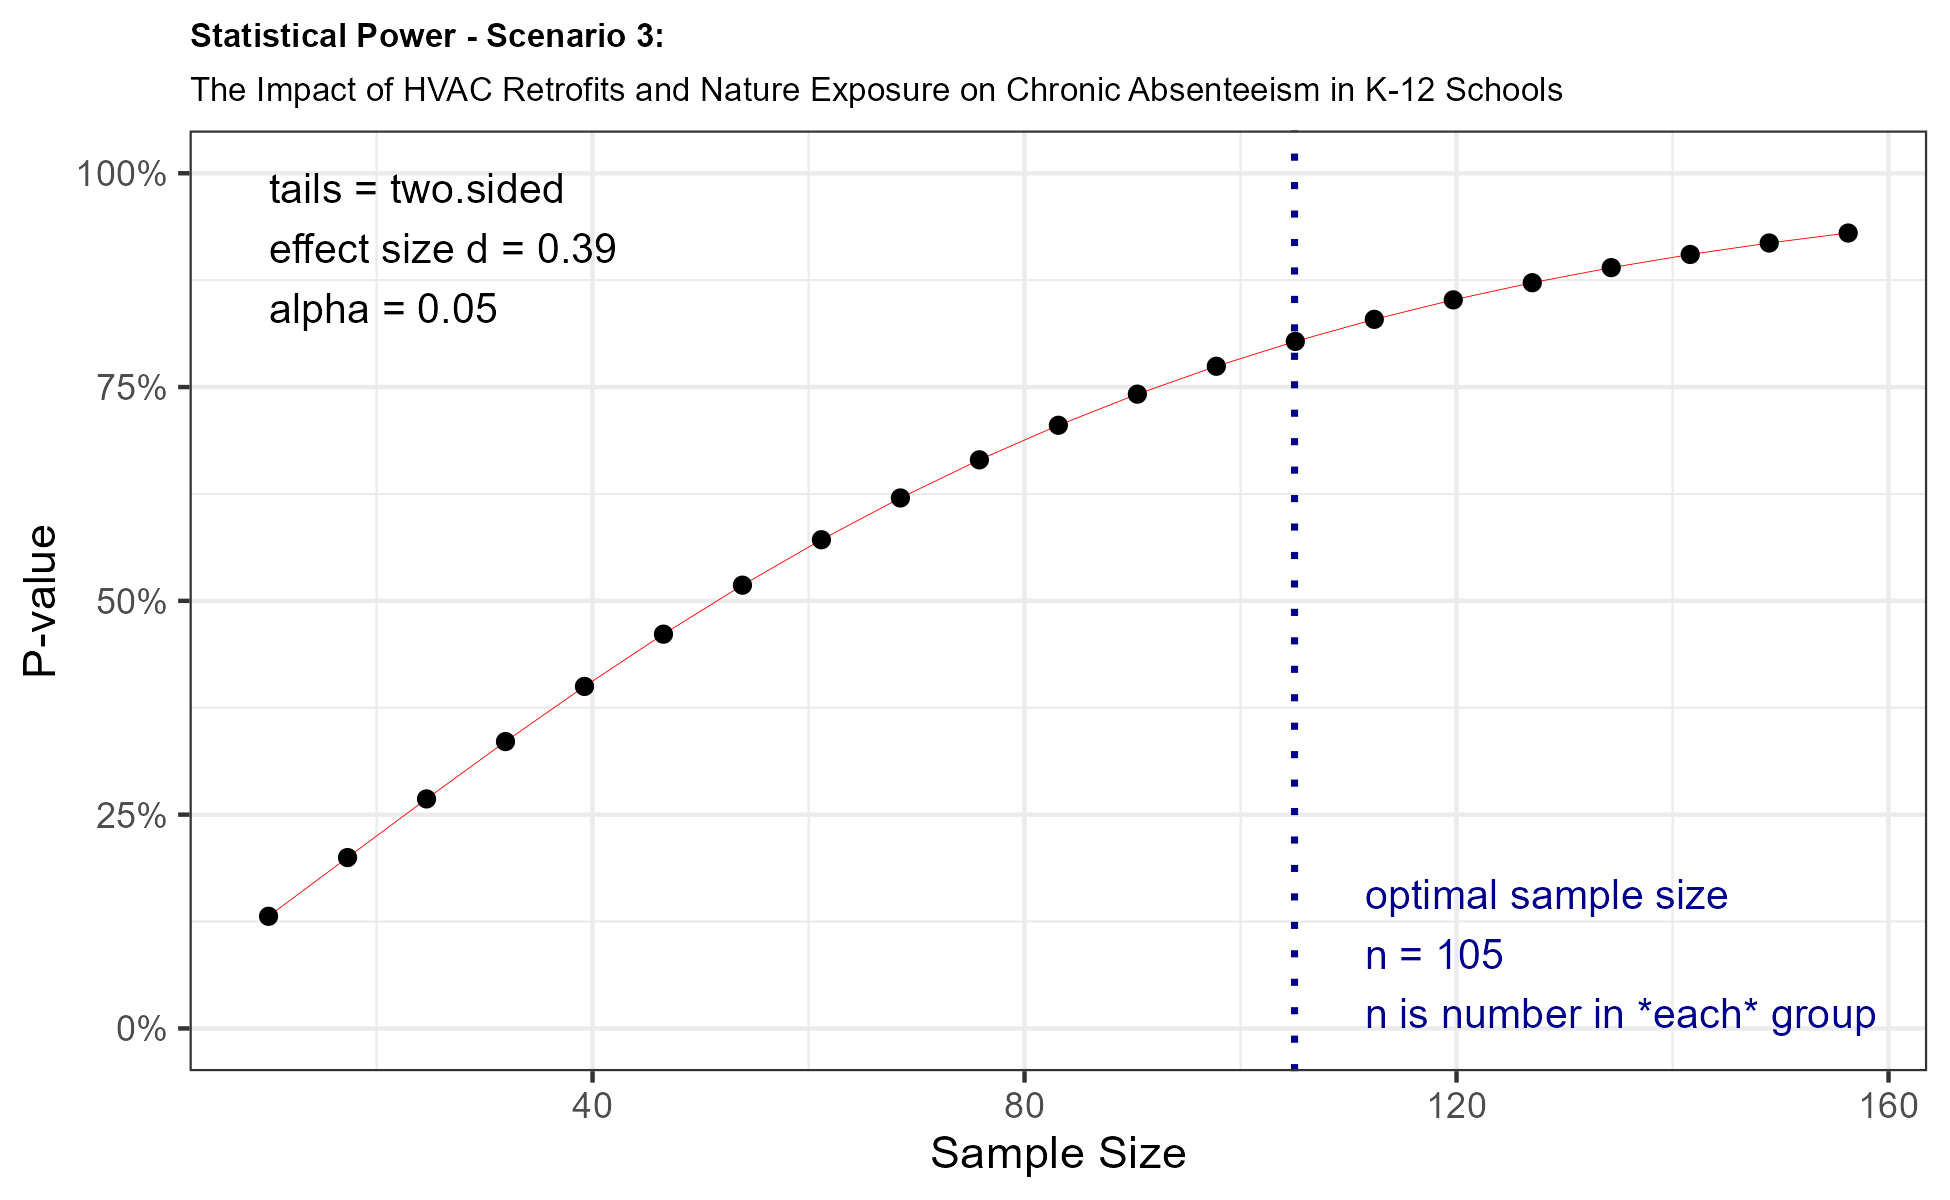 Statistical Power - Scenario 3:
The Impact of HVAC Retrofits and Nature Exposure on Chronic Absenteeism in K-12 Schools
tails = two.sided
effect size d = 0.39
alpha = 0.05
100%
75%
50%
25%
0%
P-value
optimal sample size
n = 105
n is number in *each* group
40
80
120
160
Sample Size